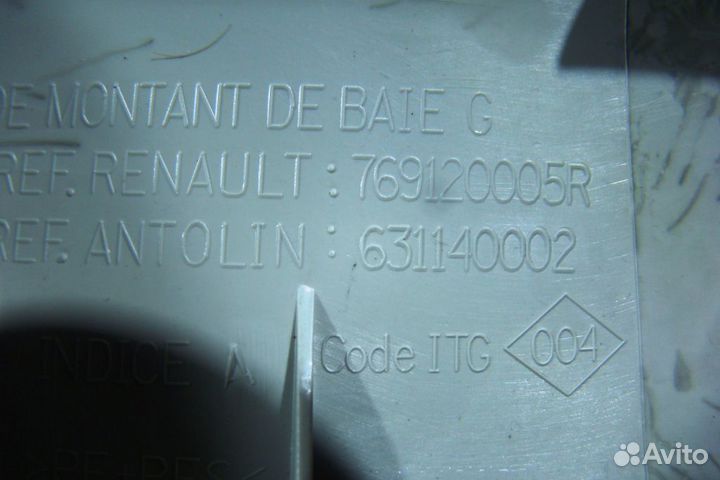 DE MONTANT DE BAIE G
REF. RENAULT : 769120005R
REF. ANTOLIN : 631140002
INDICE A Code ITG 004
Avito